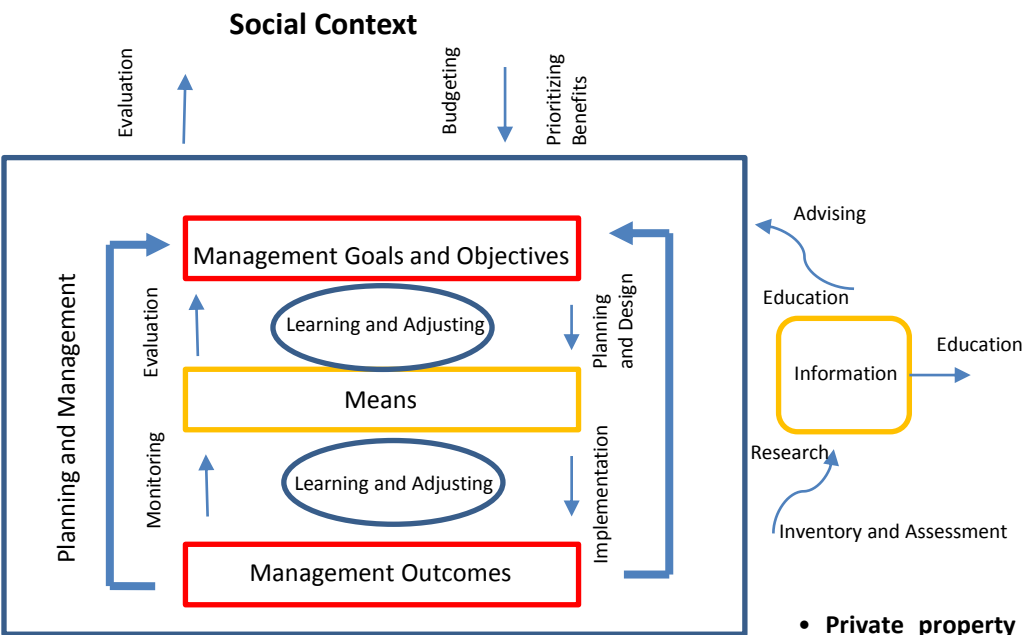 Social Context
Evaluation
Budgeting
Prioritizing
Benefits
Advising
Management Goals and Objectives
Planning and Management
Evaluation
Learning and Adjusting
Planning
and Design
Education
Education
Information
Means
Research
Monitoring
Learning and Adjusting
Implementation
Inventory and Assessment
Management Outcomes
• Private property